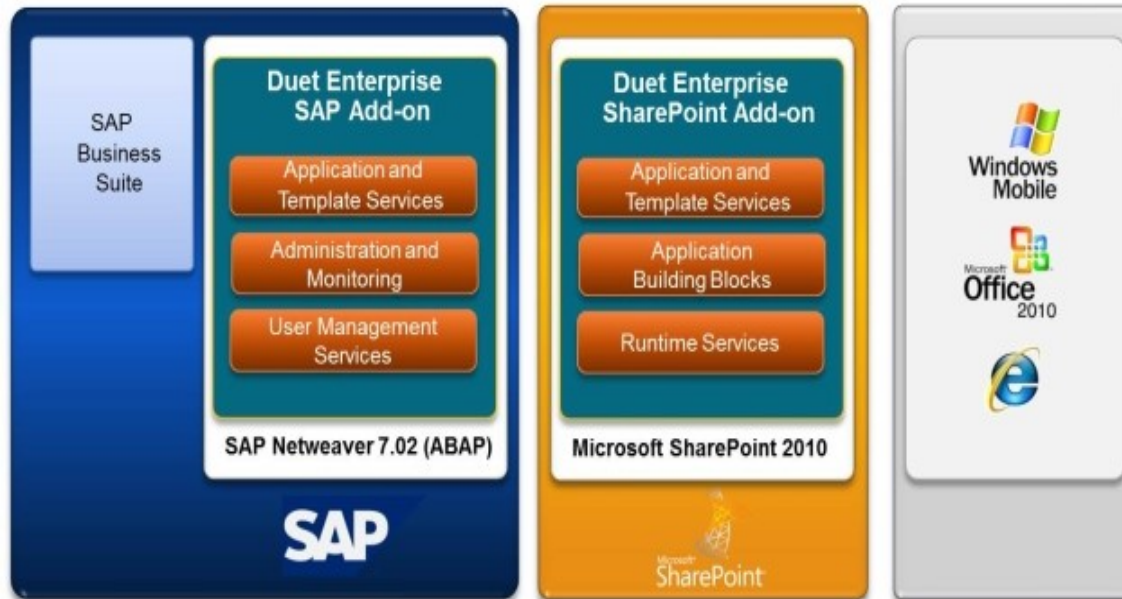 SAP
Business
Suite
Duet Enterprise
SAP Add-on
Application and
Template Services
Administration and
Monitoring
User Management
Services
SAP Netweaver 7.02 (ABAP)
SAP
Duet Enterprise
SharePoint Add-on
Application and
Template Services
Application
Building Blocks
Runtime Services
Microsoft SharePoint 2010
Microsoft
SharePoint
Windows
Mobile
Microsoft
Office
2010